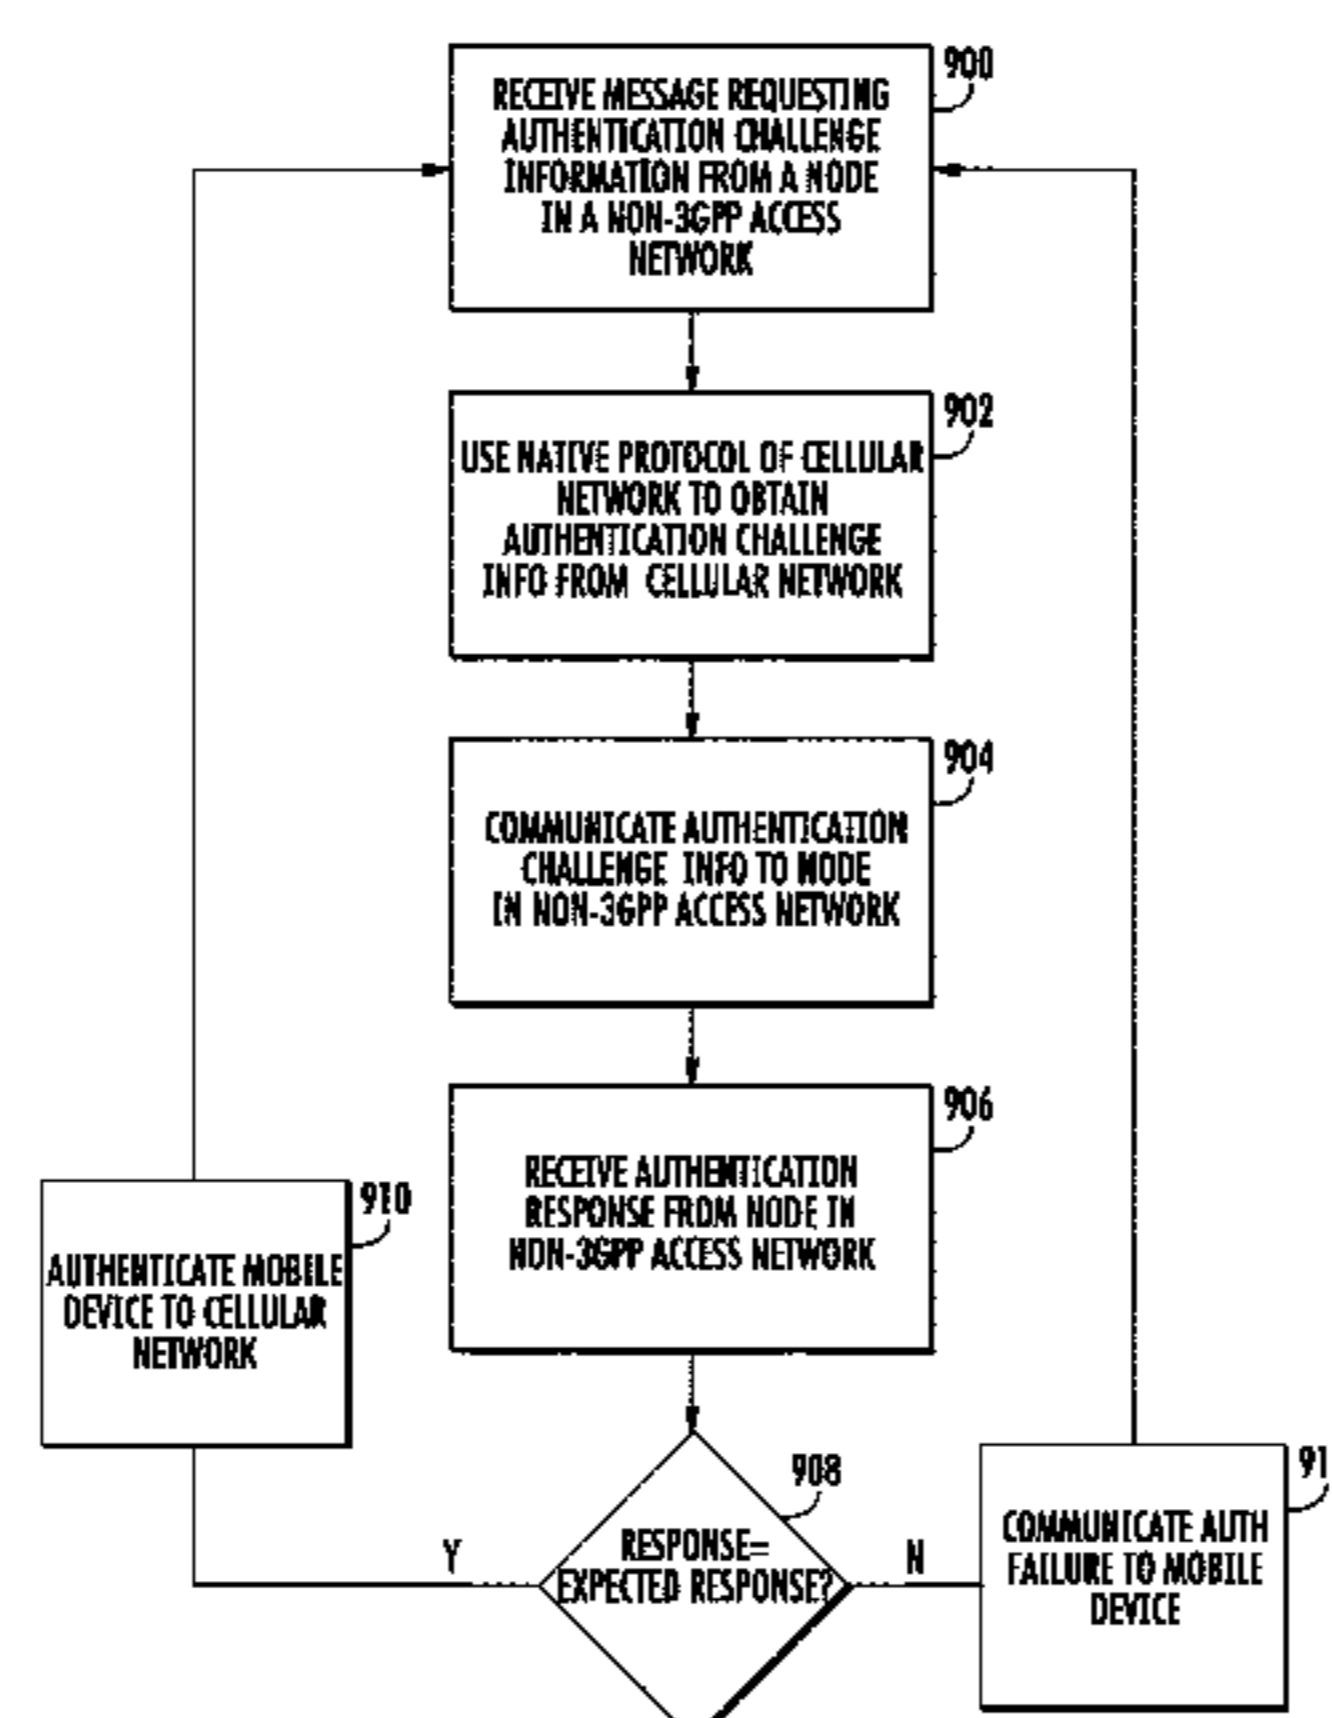 900
RECEIVE MESSAGE REQUESTING
AUTHENTICATION CHALLENGE
INFORMATION FROM A NODE
IN A NON-3GPP ACCESS
NETWORK
902
USE NATIVE PROTOCOL OF CELLULAR
NETWORK TO OBTAIN
AUTHENTICATION CHALLENGE
INFO FROM CELLULAR NETWORK
904
COMMUNICATE AUTHENTICATION
CHALLENGE INFO TO NODE
IN NON-3GPP ACCESS NETWORK
906
RECEIVE AUTHENTICATION
RESPONSE FROM NODE IN
NON-3GPP ACCESS NETWORK
910
AUTHENTICATE MOBILE
DEVICE TO CELLULAR
NETWORK
908
RESPONSE=
EXPECTED RESPONSE?
Y
N
91
COMMUNICATE AUTH
FAILURE TO MOBILE
DEVICE